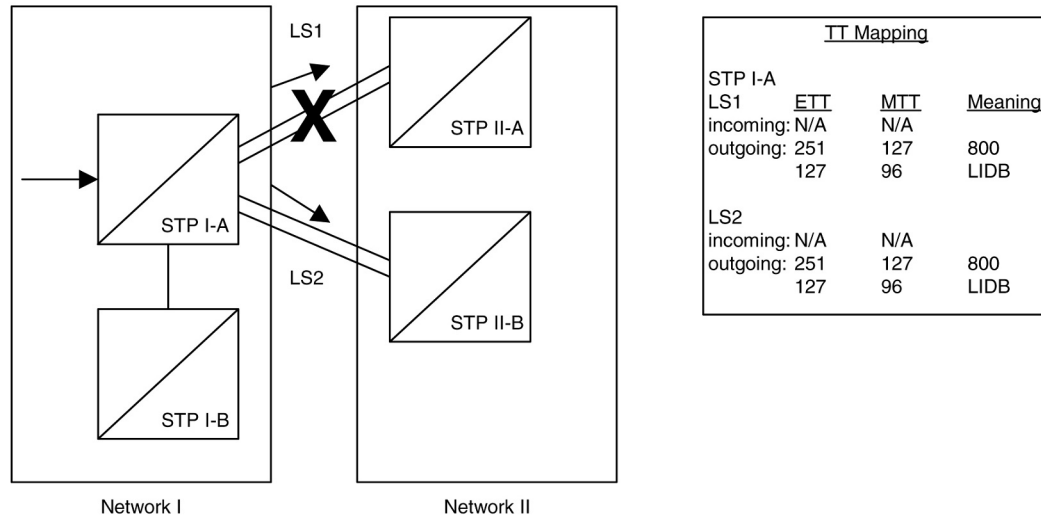 LS1
STP II-A
STP I-A
LS2
STP II-B
STP I-B
Network I
Network II
TT Mapping
STP I-A
LS1 ETT MTT Meaning
incoming: N/A N/A
outgoing: 251 127 800
127 96 LIDB
LS2
incoming: N/A N/A
outgoing: 251 127 800
127 96 LIDB